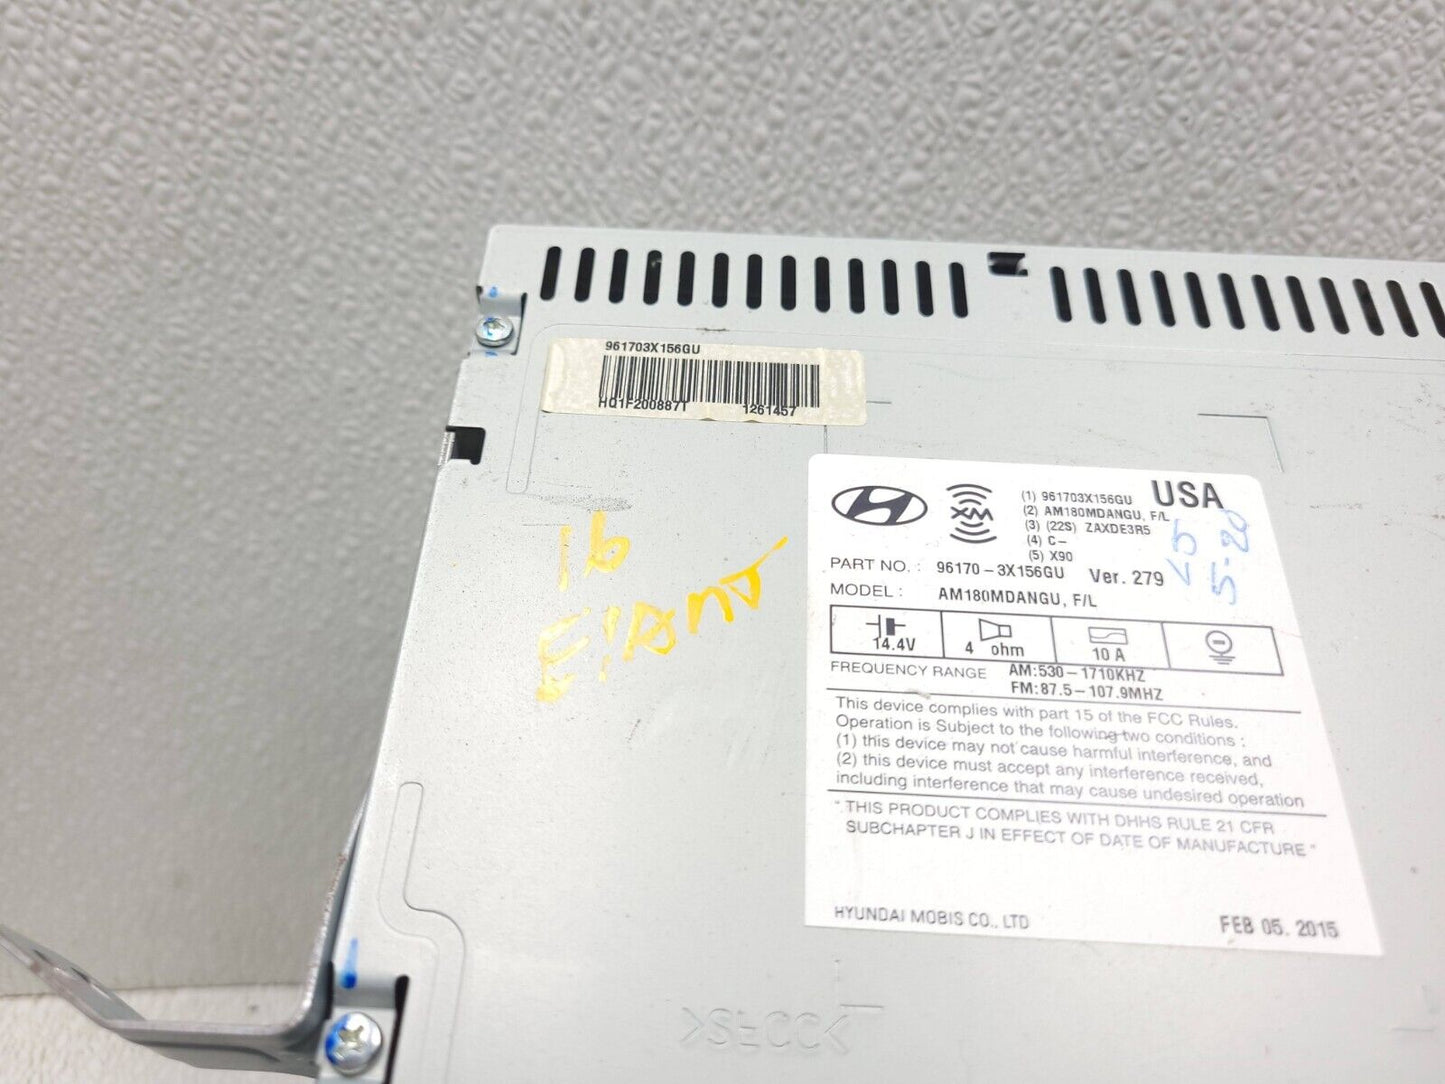 961703X156GU
HQ1F200887T 1261457
16
XM
(1) 961703X156GU
USA
(2) AM180MDANGU, F/L
(3) (22S) ZAXDE3R5
(4) C-
(5) X90
5-20
PART NO. : 96170-3X156GU Ver. 279
MODEL : AM180MDANGU, F/L
14.4V 4 ohm 10 A
FREQUENCY RANGE AM:530-1710KHZ
FM:87.5-107.9MHZ
This device complies with part 15 of the FCC Rules.
Operation is Subject to the following two conditions :
(1) this device may not cause harmful interference, and
(2) this device must accept any interference received,
including interference that may cause undesired operation
" THIS PRODUCT COMPLIES WITH DHHS RULE 21 CFR
SUBCHAPTER J IN EFFECT OF DATE OF MANUFACTURE "
HYUNDAI MOBIS CO., LTD FEB 05. 2015
>SECC<